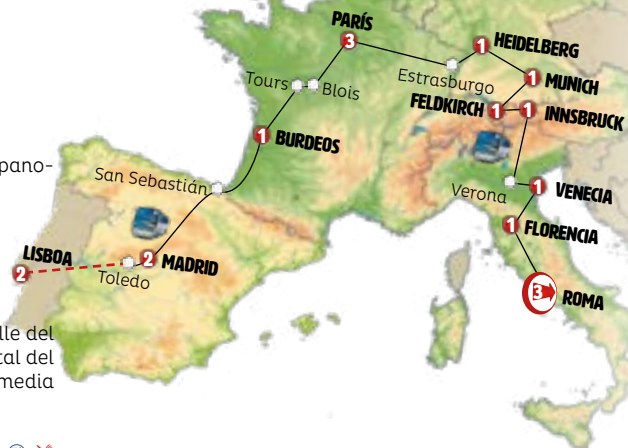 PARÍS
3
HEIDELBERG
1
Estrasburgo
MUNICH
1
Tours
Blois
FELDKIRCH
1
1
INNSBRUCK
BURDEOS
1
pano-
San Sebastián
Verona
VENECIA
1
FLORENCIA
1
LISBOA
2
Toledo
2
MADRID
3
ROMA
lle del
tal del
media